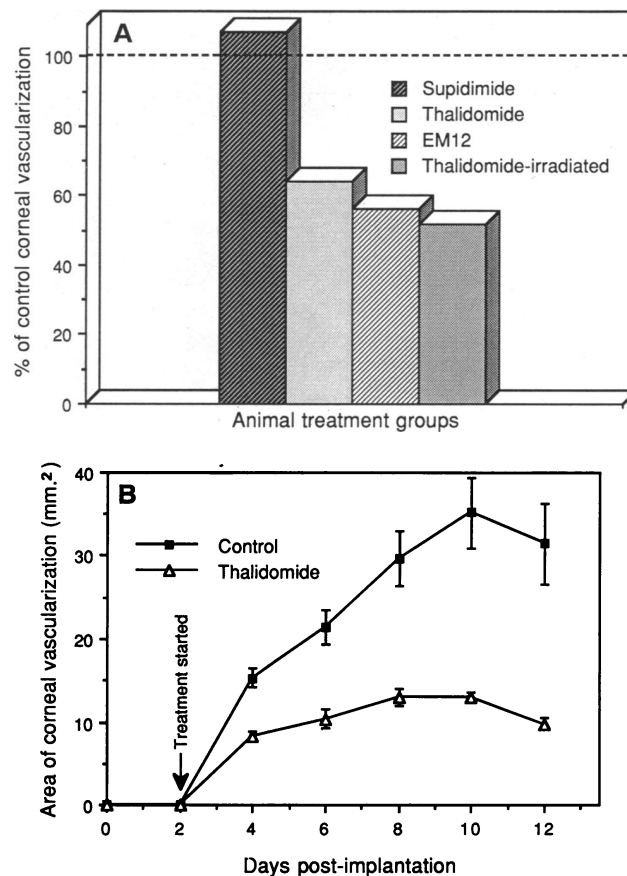 A
% of control corneal vascularization
100
80
60
40
20
0
Supidimide
Thalidomide
EM12
Thalidomide-irradiated
Animal treatment groups
B
Area of corneal vascularization (mm.²)
40
30
20
10
0
Control
Thalidomide
Treatment started
0 2 4 6 8 10 12
Days post-implantation